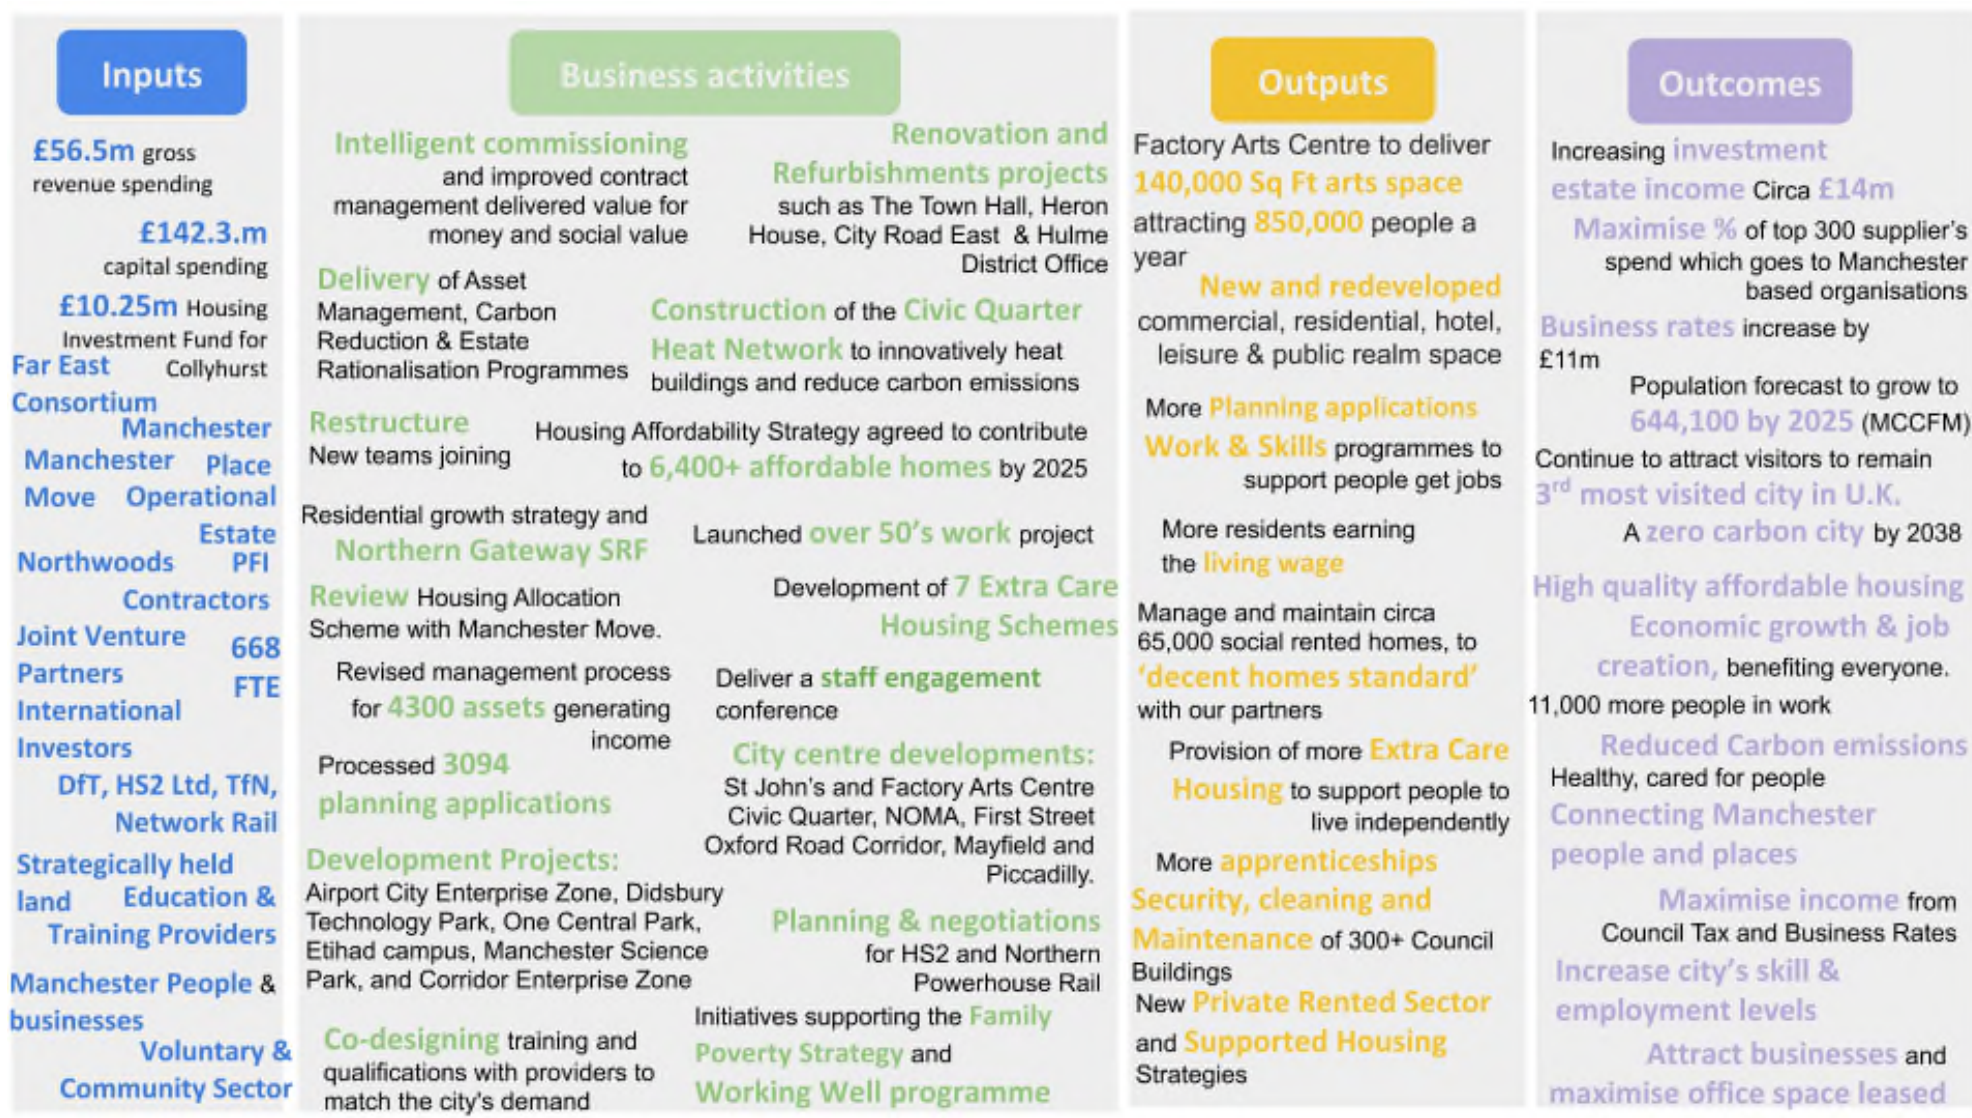 Inputs
£56.5m gross
revenue spending
£142.3.m
capital spending
£10.25m Housing
Investment Fund for
Collyhurst
Far East
Consortium
Manchester
Place
Manchester
Move
Operational
Estate
Northwoods
PFI
Contractors
Joint Venture
Partners
668
FTE
International
Investors
DfT, HS2 Ltd, TfN,
Network Rail
Strategically held
land
Education &
Training Providers
Manchester People &
businesses
Voluntary &
Community Sector
Business activities
Intelligent commissioning
and improved contract
management delivered value for
money and social value
Delivery of Asset
Management, Carbon
Reduction & Estate
Rationalisation Programmes
Restructure
New teams joining
Residential growth strategy and
Northern Gateway SRF
Review Housing Allocation
Scheme with Manchester Move.
Revised management process
for 4300 assets generating
income
Processed 3094
planning applications
Development Projects:
Airport City Enterprise Zone, Didsbury
Technology Park, One Central Park,
Etihad campus, Manchester Science
Park, and Corridor Enterprise Zone
Co-designing training and
qualifications with providers to
match the city's demand
Renovation and
Refurbishments projects
such as The Town Hall, Heron
House, City Road East & Hulme
District Office
Construction of the Civic Quarter
Heat Network to innovatively heat
buildings and reduce carbon emissions
Housing Affordability Strategy agreed to contribute
to 6,400+ affordable homes by 2025
Launched over 50's work project
Development of 7 Extra Care
Housing Schemes
Deliver a staff engagement
conference
City centre developments:
St John's and Factory Arts Centre
Civic Quarter, NOMA, First Street
Oxford Road Corridor, Mayfield and
Piccadilly.
Planning & negotiations
for HS2 and Northern
Powerhouse Rail
Initiatives supporting the Family
Poverty Strategy and
Working Well programme
Outputs
Factory Arts Centre to deliver
140,000 Sq Ft arts space
attracting 850,000 people a
year
New and redeveloped
commercial, residential, hotel,
leisure & public realm space
More Planning applications
Work & Skills programmes to
support people get jobs
More residents earning
the living wage
Manage and maintain circa
65,000 social rented homes, to
'decent homes standard'
with our partners
Provision of more Extra Care
Housing to support people to
live independently
More apprenticeships
Security, cleaning and
Maintenance of 300+ Council
Buildings
New Private Rented Sector
and Supported Housing
Strategies
Outcomes
Increasing investment
estate income Circa £14m
Maximise % of top 300 supplier's
spend which goes to Manchester
based organisations
Business rates increase by
£11m
Population forecast to grow to
644,100 by 2025 (MCCFM)
Continue to attract visitors to remain
3rd most visited city in U.K.
A zero carbon city by 2038
High quality affordable housing
Economic growth & job
creation, benefiting everyone.
11,000 more people in work
Reduced Carbon emissions
Healthy, cared for people
Connecting Manchester
people and places
Maximise income from
Council Tax and Business Rates
Increase city's skill &
employment levels
Attract businesses and
maximise office space leased